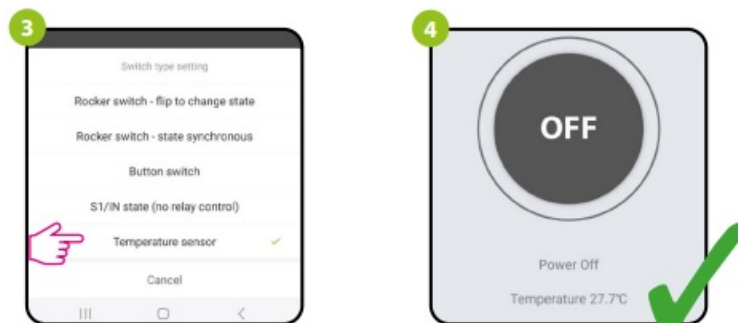 3
Switch type setting
Rocker switch - flip to change state
Rocker switch - state synchronous
Button switch
S1/IN state (no relay control)
Temperature sensor
Cancel
4
OFF
Power Off
Temperature 27.7℃